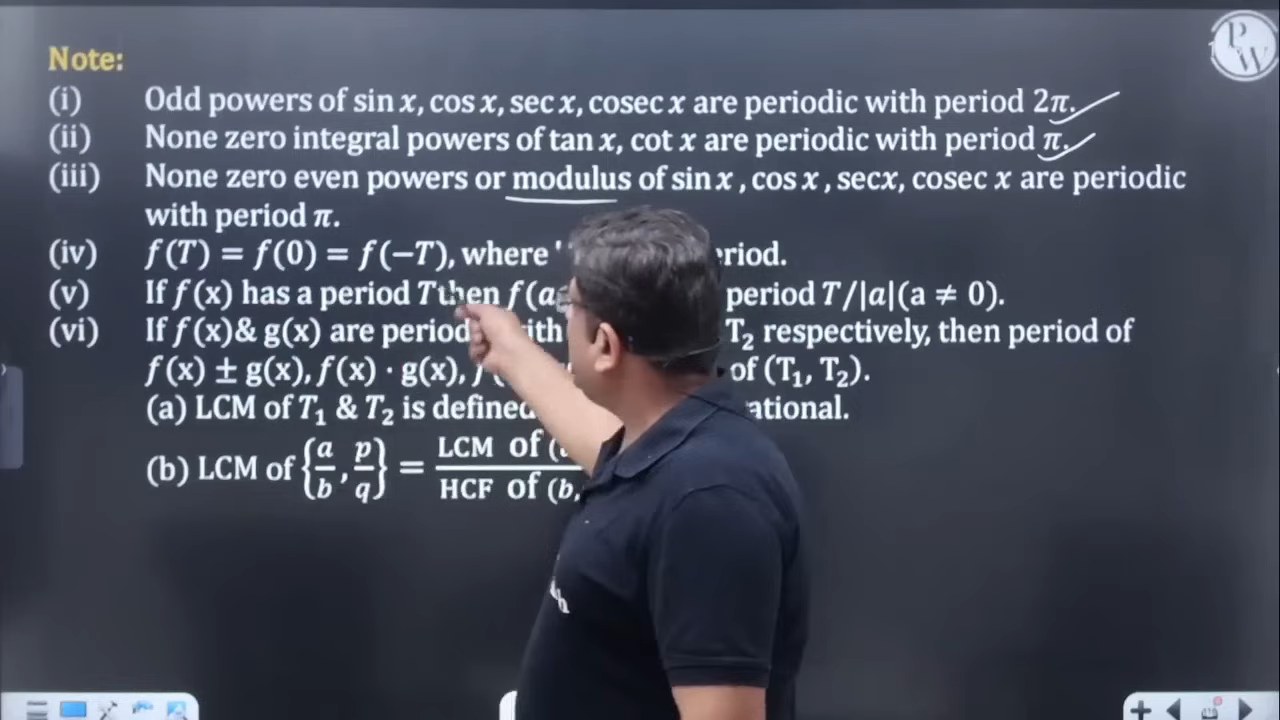 PW
Note:
(i) Odd powers of sin x, cos x, sec x, cosec x are periodic with period 2π.
(ii) None zero integral powers of tan x, cot x are periodic with period π.
(iii) None zero even powers or modulus of sin x , cos x , secx, cosec x are periodic
with period π.
(iv) f(T) = f(0) = f(−T), where ' riod.
(v) If f(x) has a period T then f(a period T/|a|(a ≠ 0).
(vi) If f(x)& g(x) are period T₂ respectively, then period of
f(x) ± g(x), f(x) · g(x), of (T₁, T₂).
(a) LCM of T₁ & T₂ is defined ational.
(b) LCM of {a/b, p/q} = LCM of ( / HCF of (b,